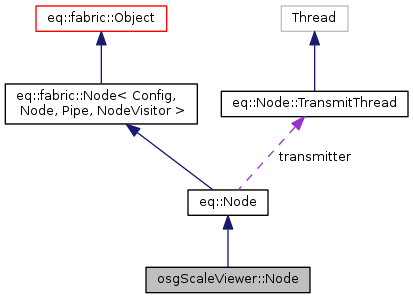 eq::fabric::Object
Thread
eq::fabric::Node< Config,
Node, Pipe, NodeVisitor >
eq::Node::TransmitThread
transmitter
eq::Node
osgScaleViewer::Node